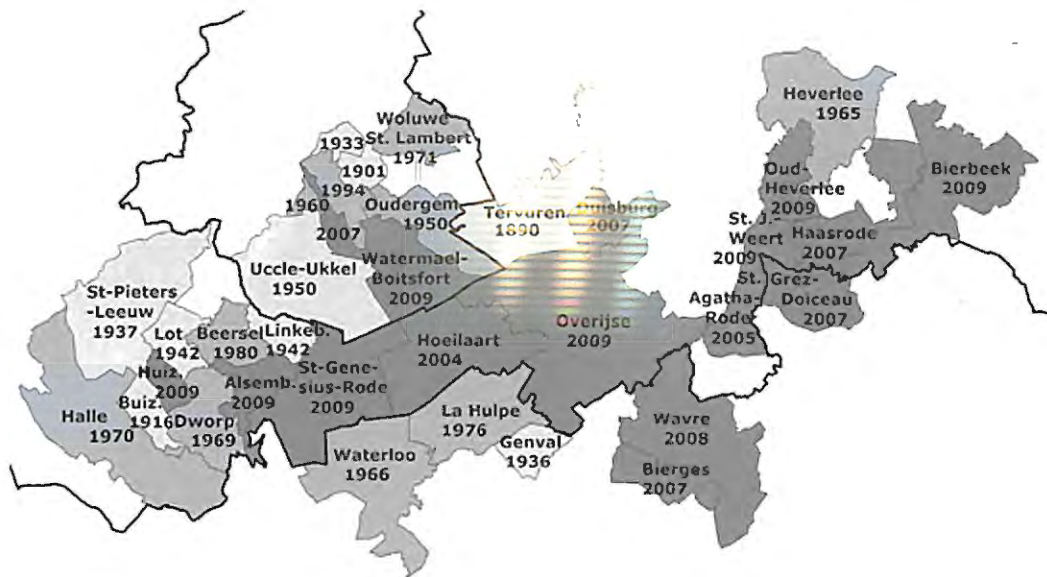 Woluwe
St. Lambert
1971
1933
1901
1994
1960
2007
Oudergem
1950
Tervuren
1890
Duisburg
2007
Heverlee
1965
Oud-
Heverlee
2009
Bierbeek
2009
St. J.-
Weert
2009
Haasrode
2007
St.
Agatha-
Rode
2005
Grez-
Doiceau
2007
Uccle-Ukkel
1950
Watermael-
Boitsfort
2009
St-Pieters
-Leeuw
1937
Lot
1942
Beersel
1980
Linkeb.
1942
Hoeilaart
2004
Overijse
2009
Huiz.
2009
Alsemb.
2009
St-Gene-
sius-Rode
2009
Buiz.
1916
Dworp
1969
Halle
1970
La Hulpe
1976
Genval
1936
Waterloo
1966
Wavre
2008
Bierges
2007